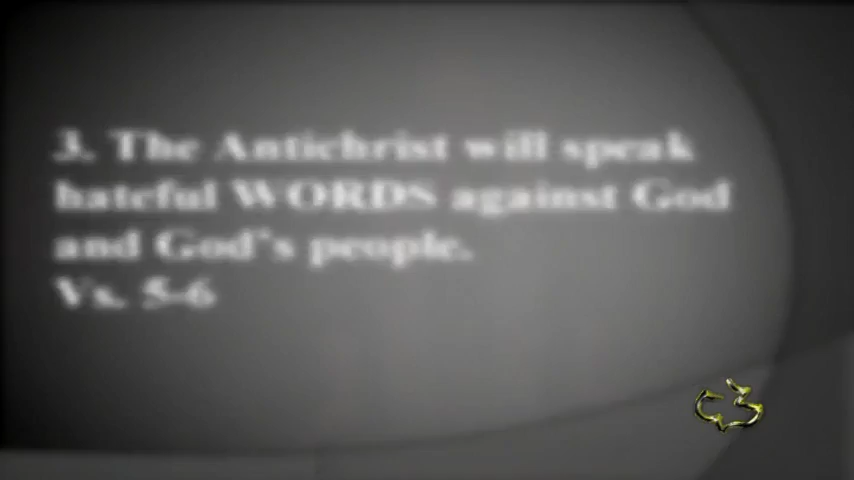 3. The Antichrist will speak
hateful WORDS against God
and God's people.
Vs. 5-6